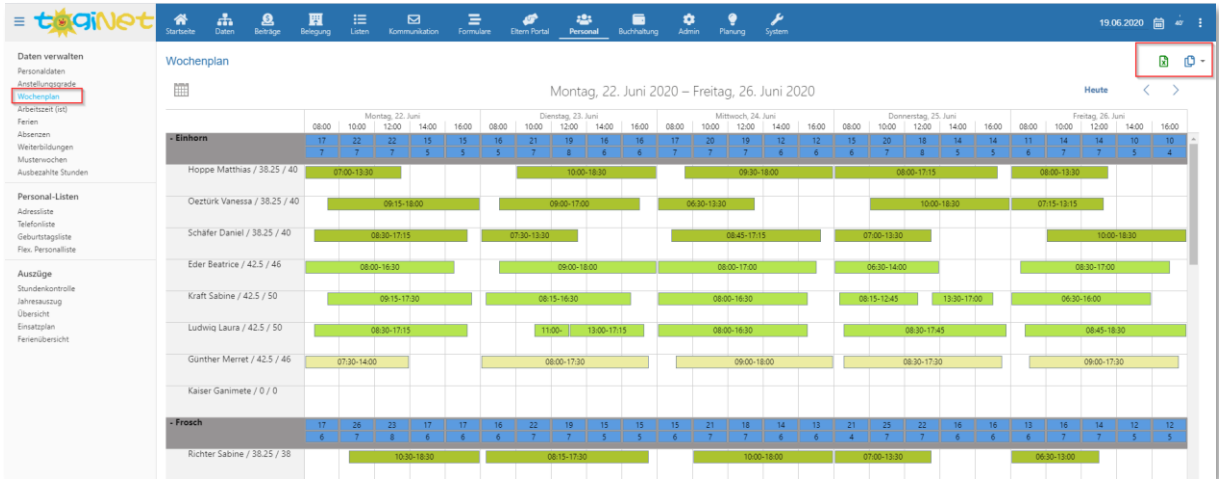 togiNet
Startseite Daten Beiträge Belegung Listen Kommunikation Formulare Eltern Portal Personal Buchhaltung Admin Planung System 19.06.2020
Daten verwalten
Personaldaten
Anstellungsgrade
Wochenplan
Arbeitszeit (ist)
Ferien
Absenzen
Weiterbildungen
Musterwochen
Ausbezahlte Stunden
Personal-Listen
Adressliste
Telefonliste
Geburtstagsliste
Flex. Personalliste
Auszüge
Stundenkontrolle
Jahresauszug
Übersicht
Einsatzplan
Ferienübersicht
Wochenplan
Montag, 22. Juni 2020 – Freitag, 26. Juni 2020 Heute
Montag, 22. Juni Dienstag, 23. Juni Mittwoch, 24. Juni Donnerstag, 25. Juni Freitag, 26. Juni
08:00 10:00 12:00 14:00 16:00 08:00 10:00 12:00 14:00 16:00 08:00 10:00 12:00 14:00 16:00 08:00 10:00 12:00 14:00 16:00 08:00 10:00 12:00 14:00 16:00
- Einhorn 17 22 22 15 15 16 21 19 16 16 17 20 19 12 12 15 20 18 14 14 11 14 14 10 10
7 7 7 5 5 5 7 8 6 6 7 7 7 6 6 6 7 8 5 5 6 7 7 5 4
Hoppe Matthias / 38.25 / 40 07:00-13:30 10:00-18:30 09:30-18:00 08:00-17:15 08:00-13:30
Oeztürk Vanessa / 38.25 / 40 09:15-18:00 09:00-17:00 06:30-13:30 10:00-18:30 07:15-13:15
Schäfer Daniel / 38.25 / 40 08:30-17:15 07:30-13:30 08:45-17:15 07:00-13:30 10:00-18:30
Eder Beatrice / 42.5 / 46 08:00-16:30 09:00-18:00 08:00-17:00 06:30-14:00 08:30-17:00
Kraft Sabine / 42.5 / 50 09:15-17:30 08:15-16:30 08:00-16:30 08:15-12:45 13:30-17:00 06:30-16:00
Ludwig Laura / 42.5 / 50 08:30-17:15 11:00- 13:00-17:15 08:00-16:30 08:30-17:45 08:45-18:30
Günther Merret / 42.5 / 46 07:30-14:00 08:00-17:30 09:00-18:00 08:30-17:30 09:00-17:30
Kaiser Ganimete / 0 / 0
- Frosch 17 26 23 17 17 16 22 19 15 15 15 21 18 14 13 21 25 22 16 16 13 16 14 12 12
6 7 8 6 6 6 7 7 5 5 6 7 7 6 6 4 7 7 6 6 6 7 7 5 5
Richter Sabine / 38.25 / 38 10:30-18:30 08:15-17:30 10:00-18:00 07:00-13:30 06:30-13:00